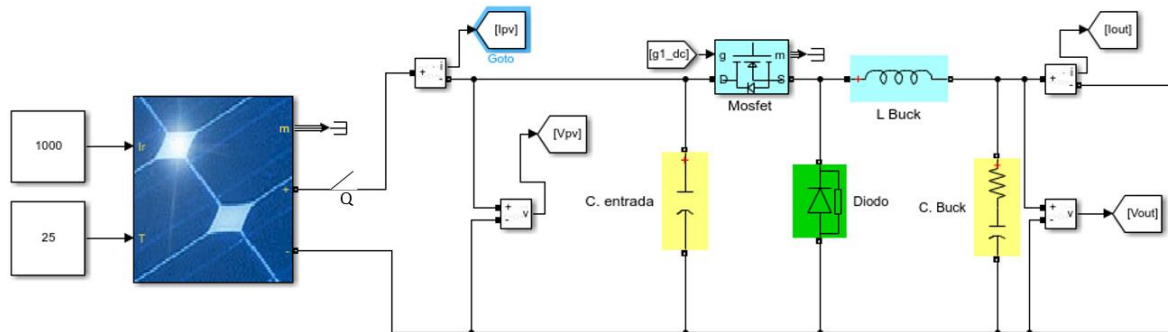 [Ipv]
Goto
[Iout]
+
i
-
[g1_dc]
g
m
D
S
Mosfet
+
i
-
+
L Buck
1000
Ir
m
[Vpv]
+
Q
25
T
-
+
-
v
C. entrada
+
Diodo
C. Buck
+
+
-
v
[Vout]